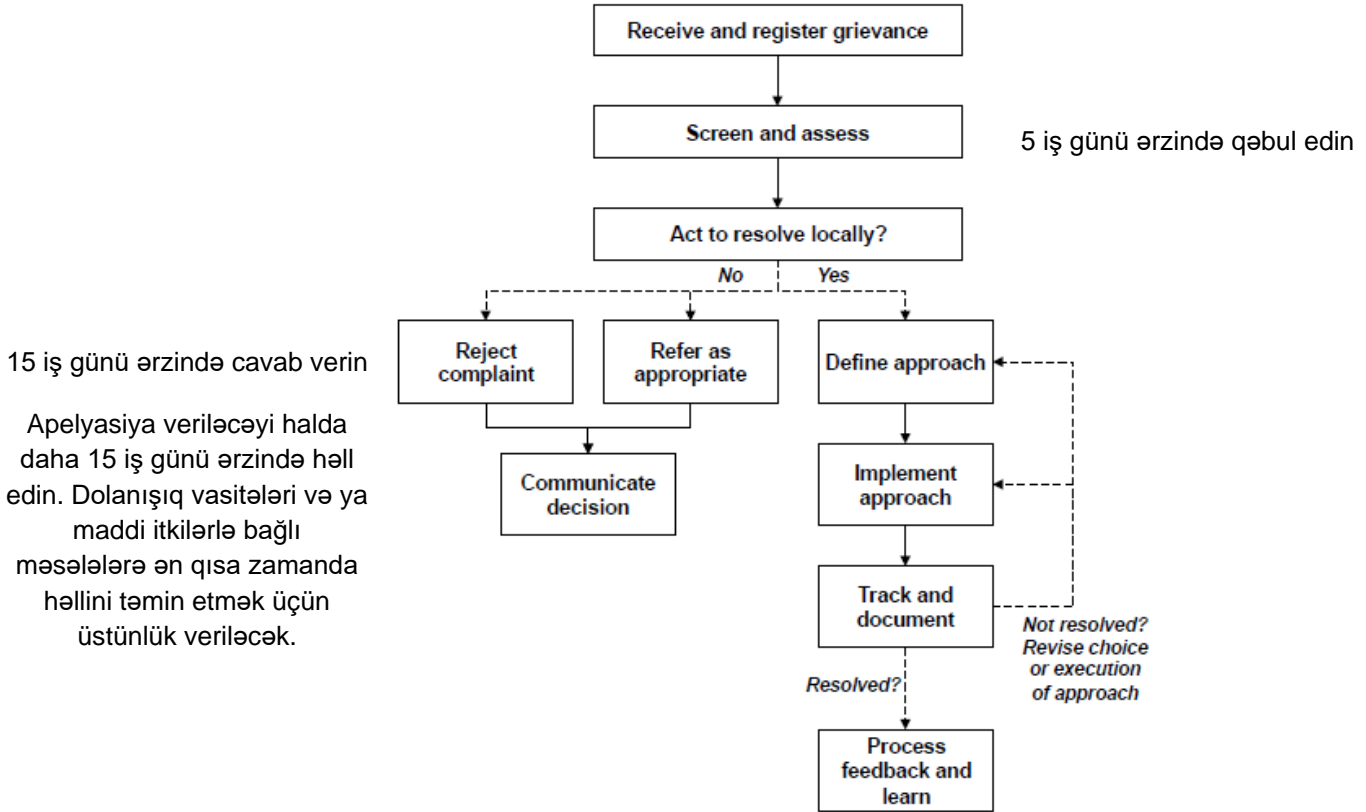 Receive and register grievance
Screen and assess
5 iş günü ərzində qəbul edin
Act to resolve locally?
No
Yes
15 iş günü ərzində cavab verin
Apelyasiya veriləcəyi halda
daha 15 iş günü ərzində həll
edin. Dolanışıq vasitələri və ya
maddi itkilərlə bağlı
məsələlərə ən qısa zamanda
həllini təmin etmək üçün
üstünlük veriləcək.
Reject
complaint
Refer as
appropriate
Define approach
Communicate
decision
Implement
approach
Track and
document
Not resolved?
Revise choice
or execution
of approach
Resolved?
Process
feedback and
learn